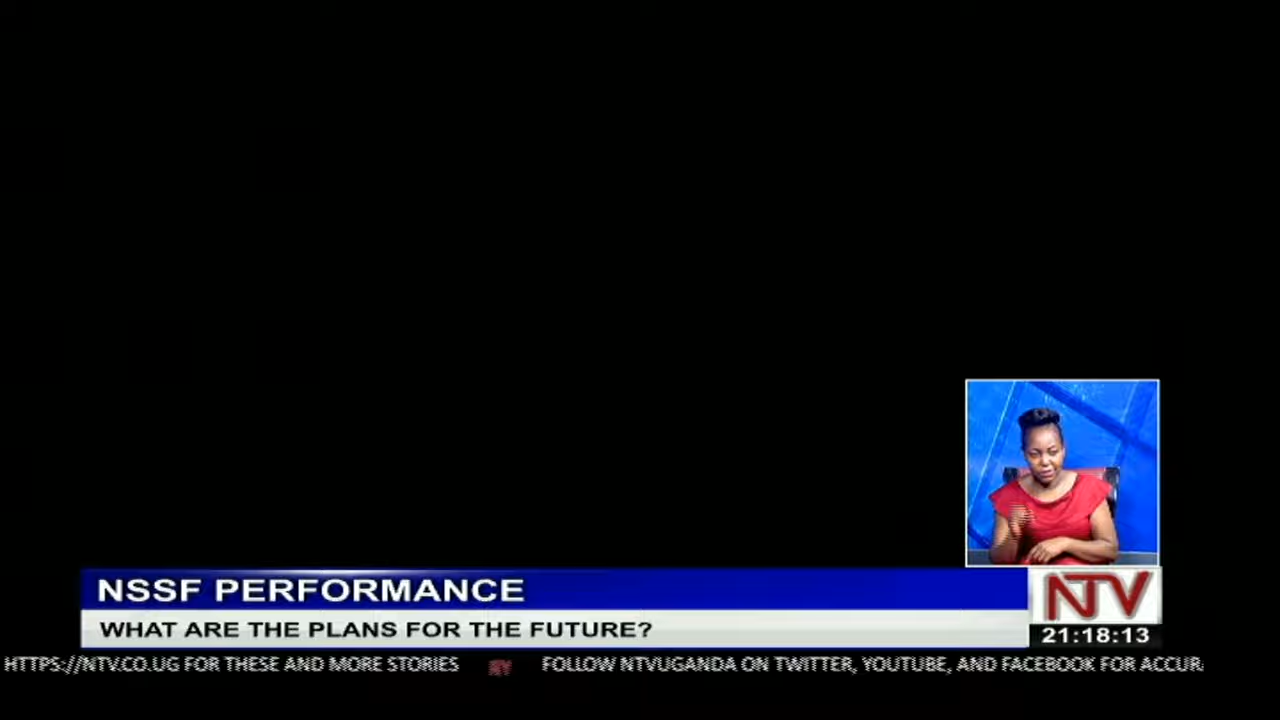 NSSF PERFORMANCE
WHAT ARE THE PLANS FOR THE FUTURE?
NTV
21:18:13
HTTPS://NTV.CO.UG FOR THESE AND MORE STORIES FOLLOW NTVUGANDA ON TWITTER, YOUTUBE, AND FACEBOOK FOR ACCUR